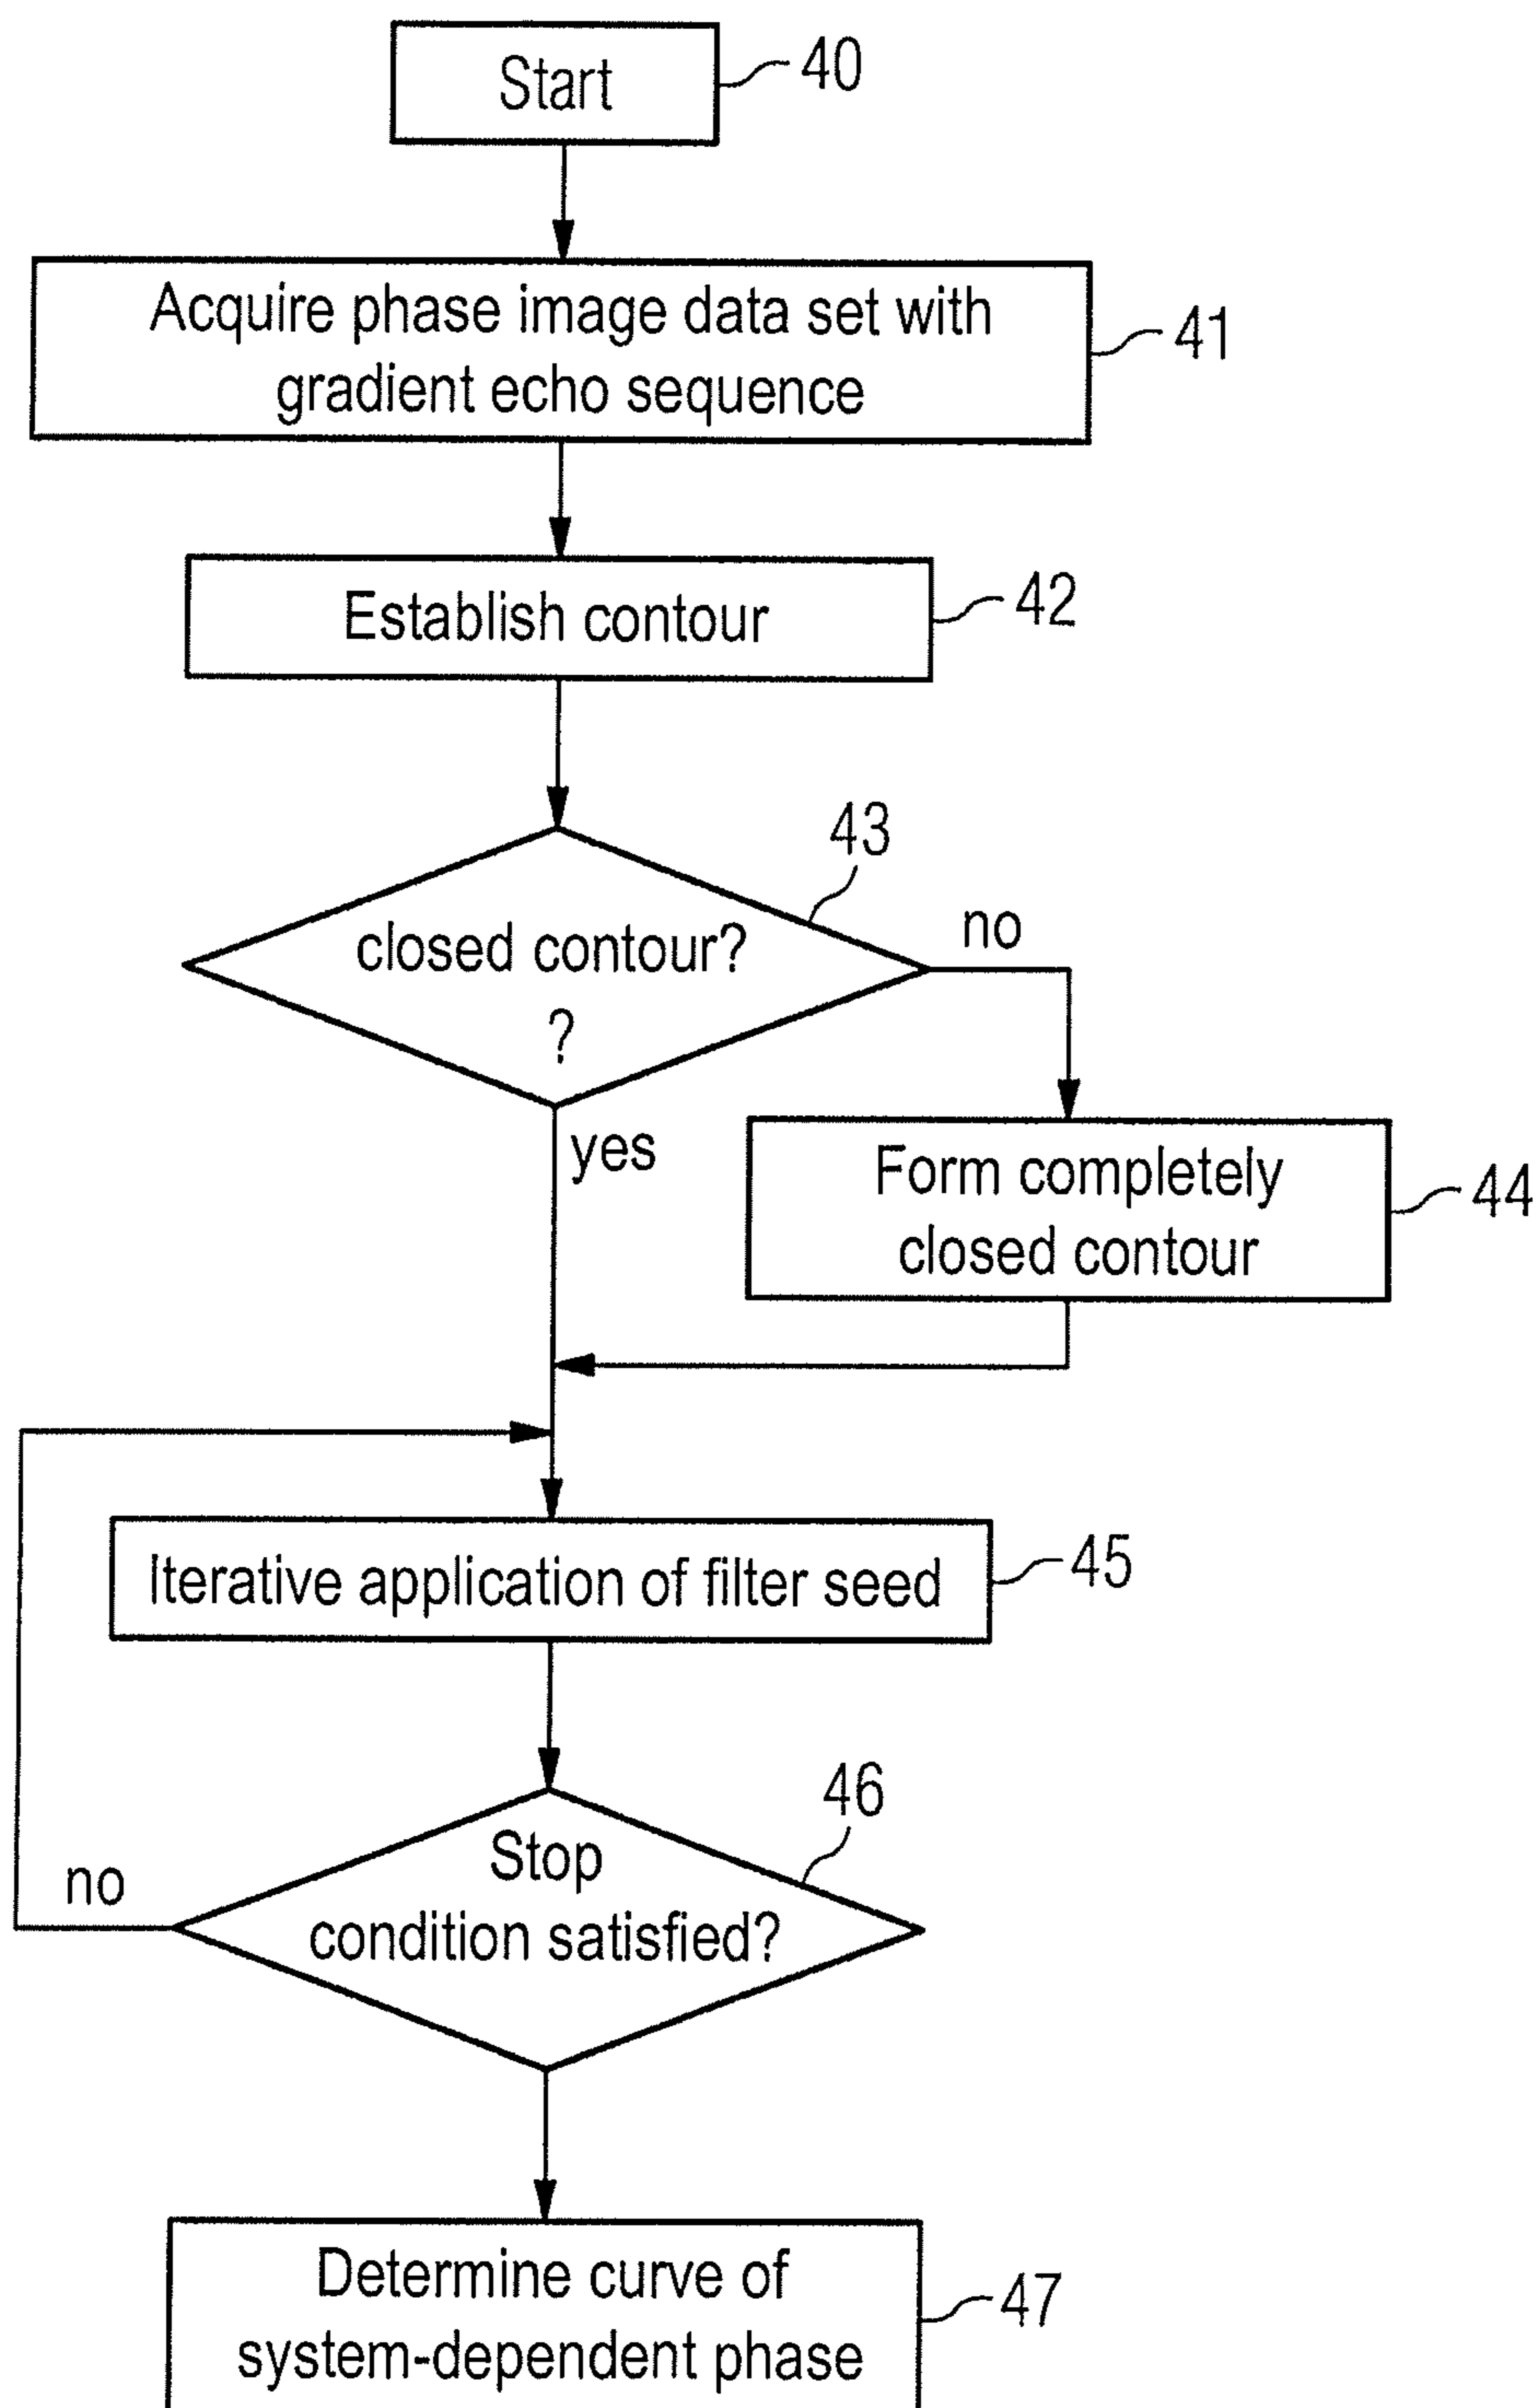 Start
40
Acquire phase image data set with
gradient echo sequence
41
Establish contour
42
43
closed contour?
?
no
yes
Form completely
closed contour
44
Iterative application of filter seed
45
46
Stop
condition satisfied?
no
Determine curve of
system-dependent phase
47